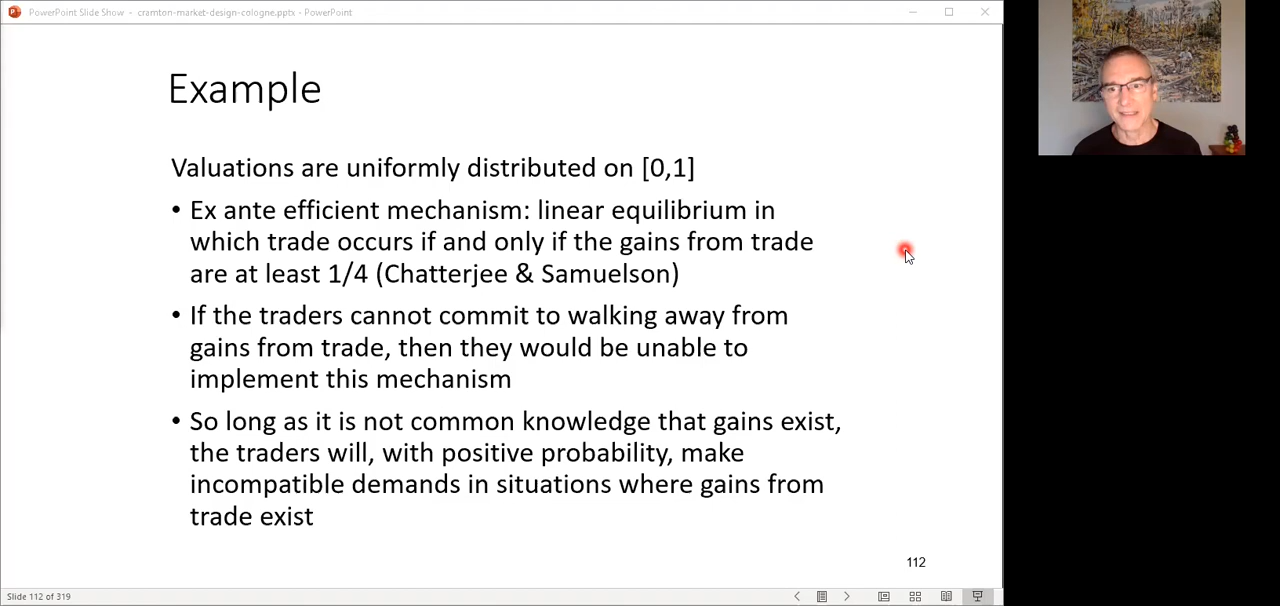 PowerPoint Slide Show - cramton-market-design-cologne.pptx - PowerPoint
Example
Valuations are uniformly distributed on [0,1]
• Ex ante efficient mechanism: linear equilibrium in
which trade occurs if and only if the gains from trade
are at least 1/4 (Chatterjee & Samuelson)
• If the traders cannot commit to walking away from
gains from trade, then they would be unable to
implement this mechanism
• So long as it is not common knowledge that gains exist,
the traders will, with positive probability, make
incompatible demands in situations where gains from
trade exist
112
Slide 112 of 319